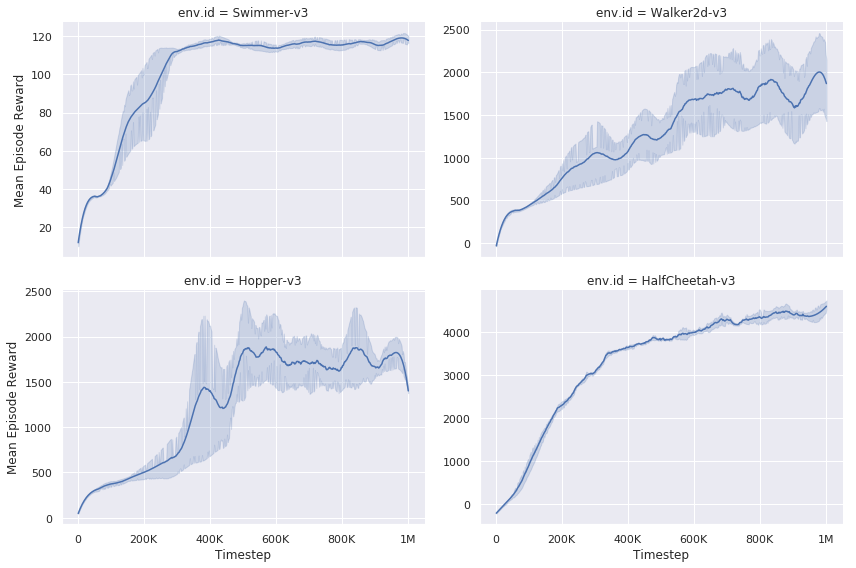 env.id = Swimmer-v3
env.id = Walker2d-v3
Mean Episode Reward
120
100
80
60
40
20
2500
2000
1500
1000
500
0
env.id = Hopper-v3
env.id = HalfCheetah-v3
Mean Episode Reward
2500
2000
1500
1000
500
0
4000
3000
2000
1000
0
0 200K 400K 600K 800K 1M
0 200K 400K 600K 800K 1M
Timestep
Timestep